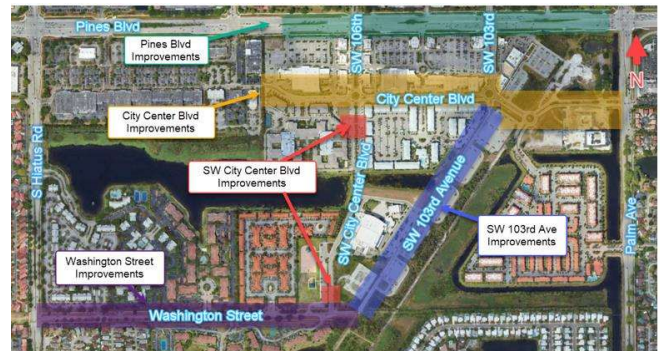 Pines Blvd
SW 106th
SW 103rd
Pines Blvd
Improvements
N
City Center Blvd
City Center Blvd
Improvements
S Hiatus Rd
SW City Center Blvd
Improvements
SW City Center Blvd
SW 103rd Avenue
SW 103rd Ave
Improvements
Palm Ave
Washington Street
Improvements
Washington Street